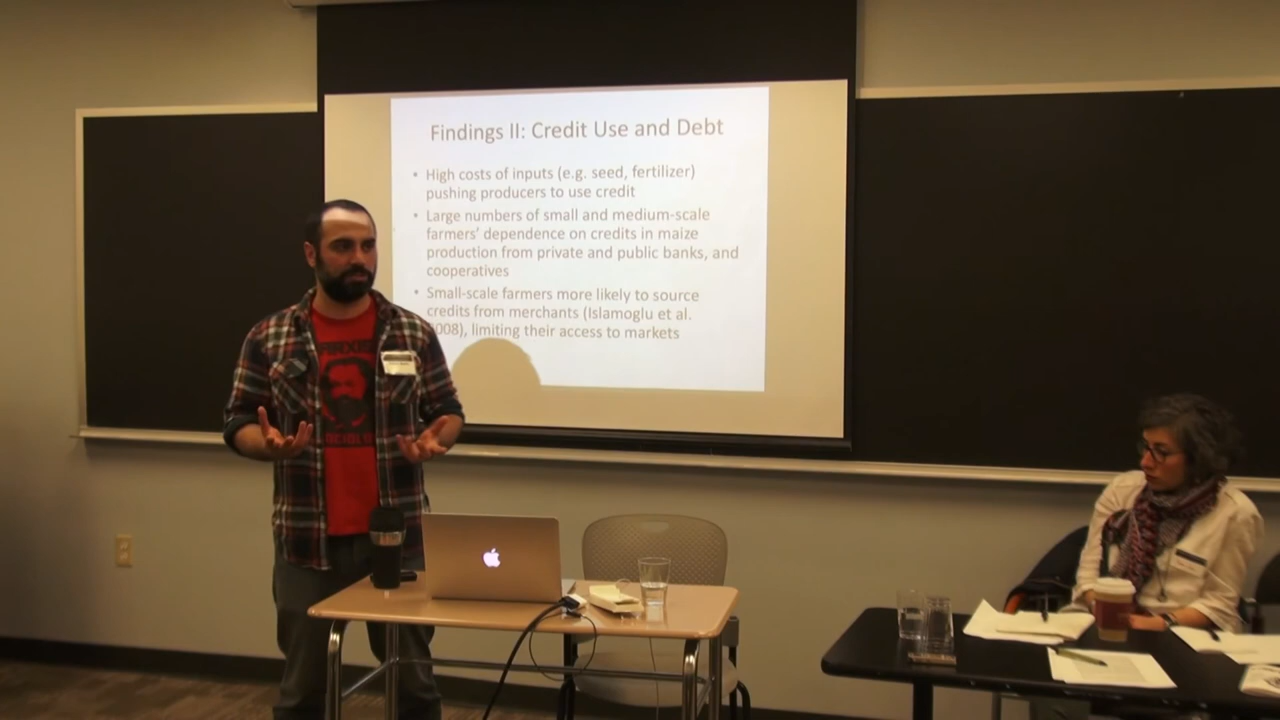 Findings II: Credit Use and Debt
• High costs of inputs (e.g. seed, fertilizer)
pushing producers to use credit
• Large numbers of small and medium-scale
farmers' dependence on credits in maize
production from private and public banks, and
cooperatives
• Small-scale farmers more likely to source
credits from merchants (Islamoglu et al.
2008), limiting their access to markets